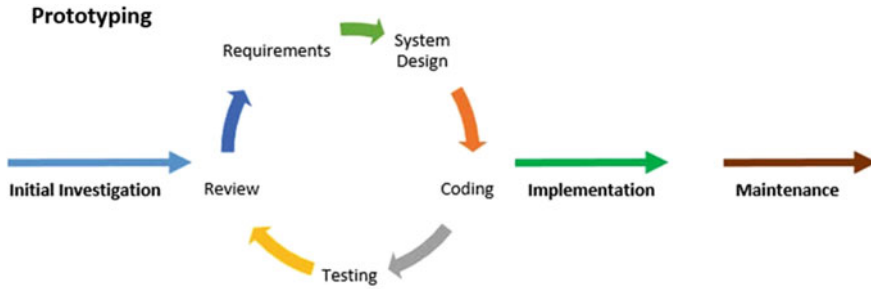 Prototyping
Requirements
System
Design
Initial Investigation
Review
Coding
Implementation
Maintenance
Testing